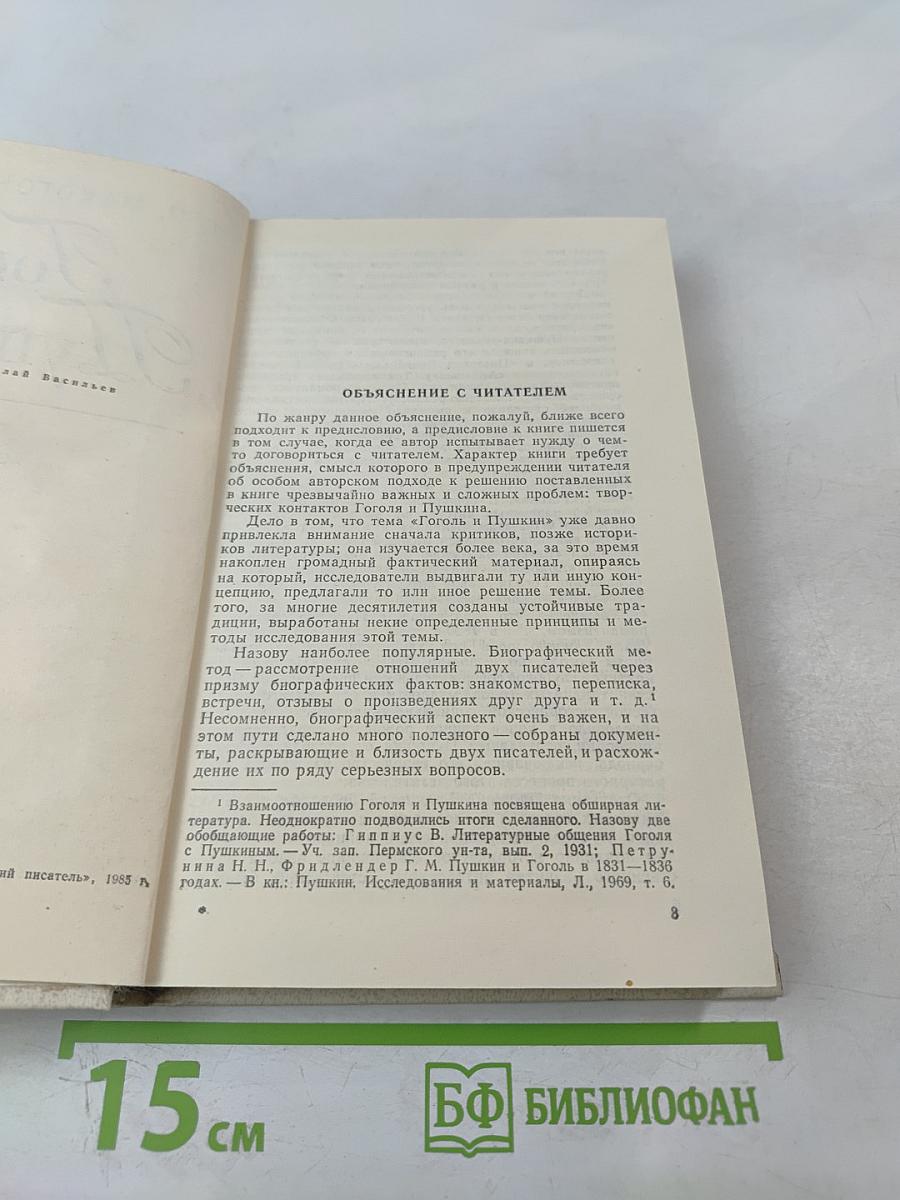 лай Васильев
ий писатель», 1985 г.
ОБЪЯСНЕНИЕ С ЧИТАТЕЛЕМ
По жанру данное объяснение, пожалуй, ближе всего
подходит к предисловию, а предисловие к книге пишется
в том случае, когда ее автор испытывает нужду о чем-
то договориться с читателем. Характер книги требует
объяснения, смысл которого в предупреждении читателя
об особом авторском подходе к решению поставленных
в книге чрезвычайно важных и сложных проблем: твор-
ческих контактов Гоголя и Пушкина.
Дело в том, что тема «Гоголь и Пушкин» уже давно
привлекла внимание сначала критиков, позже истори-
ков литературы; она изучается более века, за это время
накоплен громадный фактический материал, опираясь
на который, исследователи выдвигали ту или иную кон-
цепцию, предлагали то или иное решение темы. Более
того, за многие десятилетия созданы устойчивые тра-
диции, выработаны некие определенные принципы и ме-
тоды исследования этой темы.
Назову наиболее популярные. Биографический ме-
тод — рассмотрение отношений двух писателей через
призму биографических фактов: знакомство, переписка,
встречи, отзывы о произведениях друг друга и т. д.¹
Несомненно, биографический аспект очень важен, и на
этом пути сделано много полезного — собраны докумен-
ты, раскрывающие и близость двух писателей, и расхож-
дение их по ряду серьезных вопросов.
¹ Взаимоотношению Гоголя и Пушкина посвящена обширная ли-
тература. Неоднократно подводились итоги сделанного. Назову две
обобщающие работы: Гиппиус В. Литературные общения Гоголя
с Пушкиным. — Уч. зап. Пермского ун-та, вып. 2, 1931; Петру-
нина Н. Н., Фридлендер Г. М. Пушкин и Гоголь в 1831—1836
годах. — В кн.: Пушкин. Исследования и материалы, Л., 1969, т. 6.
* 3
15 см
БФ БИБЛИОФАН